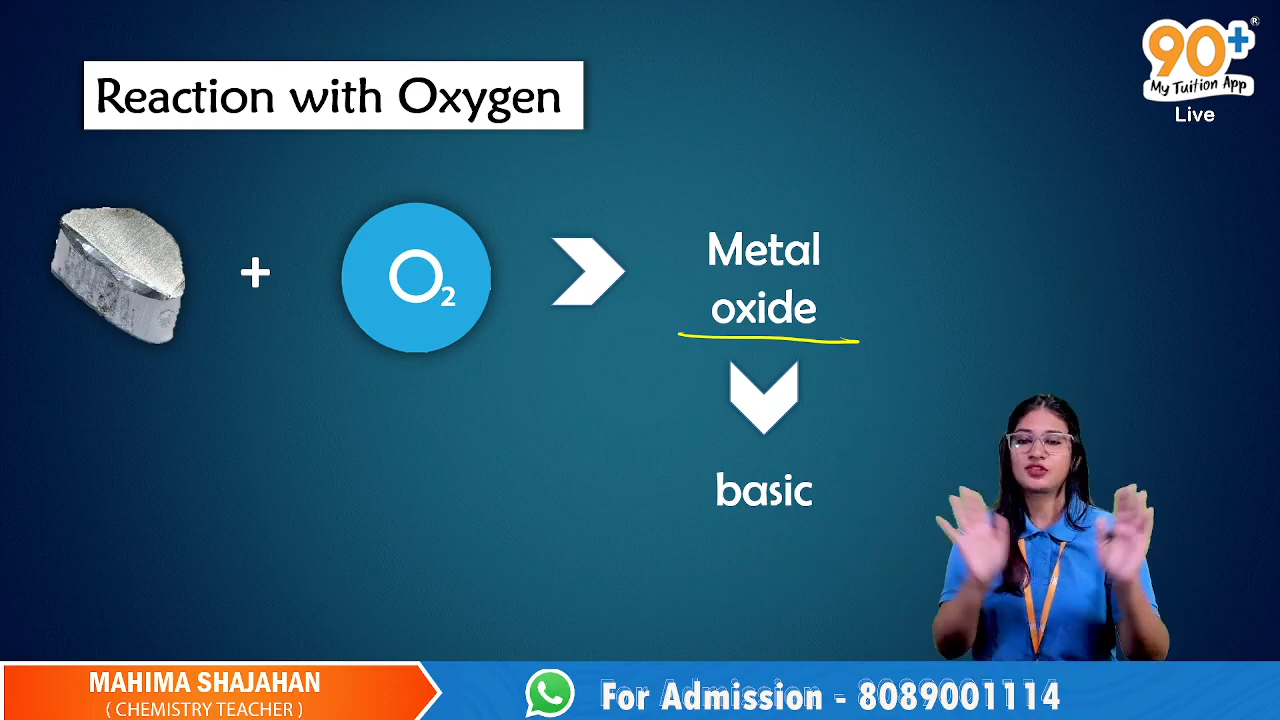 90+
®
My Tuition App
Live
Reaction with Oxygen
+
O₂
Metal
oxide
basic
MAHIMA SHAJAHAN
( CHEMISTRY TEACHER )
For Admission - 8089001114